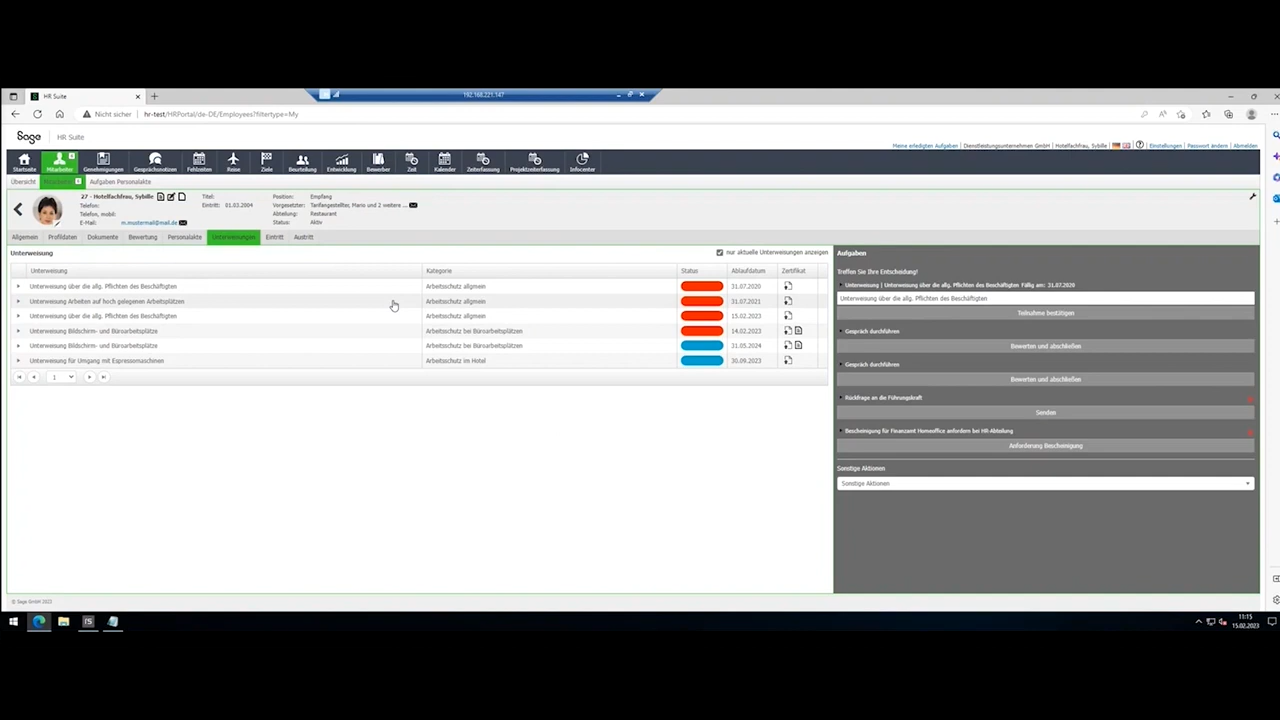 HR Suite
192.168.221.147
Nicht sicher | hr-test/HRPortal/de-DE/Employees?filtertype=My
Sage HR Suite
Meine erledigten Aufgaben | Dienstleistungsunternehmen GmbH | Hotelfachfrau, Sybille | Einstellungen | Passwort ändern | Abmelden
Startseite Mitarbeiter Genehmigungen Gesprächsnotizen Fehlzeiten Reise Ziele Beurteilung Entwicklung Bewerber Zeit Kalender Zeiterfassung Projektzeiterfassung Infocenter
Übersicht Mitarbeiter Aufgaben Personalakte
27 - Hotelfachfrau, Sybille Titel: Position: Empfang
Telefon: Eintritt: 01.03.2004 Vorgesetzter: Tarifangestellter, Mario und 2 weitere ...
Telefon, mobil: Abteilung: Restaurant
E-Mail: m.mustermail@mail.de Status: Aktiv
Allgemein Profildaten Dokumente Bewertung Personalakte Unterweisungen Eintritt Austritt
Unterweisung nur aktuelle Unterweisungen anzeigen
Unterweisung Kategorie Status Ablaufdatum Zertifikat
Unterweisung über die allg. Pflichten des Beschäftigten Arbeitsschutz allgmein 31.07.2020
Unterweisung Arbeiten auf hoch gelegenen Arbeitsplätzen Arbeitsschutz allgmein 31.07.2021
Unterweisung über die allg. Pflichten des Beschäftigten Arbeitsschutz allgmein 15.02.2023
Unterweisung Bildschirm- und Büroarbeitsplätze Arbeitsschutz bei Büroarbeitsplätzen 14.02.2023
Unterweisung Bildschirm- und Büroarbeitsplätze Arbeitsschutz bei Büroarbeitsplätzen 31.05.2024
Unterweisung für Umgang mit Espressomaschinen Arbeitsschutz im Hotel 30.09.2023
1
Aufgaben
Treffen Sie Ihre Entscheidung!
Unterweisung | Unterweisung über die allg. Pflichten des Beschäftigten Fällig am: 31.07.2020
Unterweisung über die allg. Pflichten des Beschäftigten
Teilnahme bestätigen
Gespräch durchführen
Bewerten und abschließen
Gespräch durchführen
Bewerten und abschließen
Rückfrage an die Führungskraft
Senden
Bescheinigung für Finanzamt Homeoffice anfordern bei HR-Abteilung
Anforderung Bescheinigung
Sonstige Aktionen
Sonstige Aktionen
© Sage GmbH 2022
11:15
15.02.2023